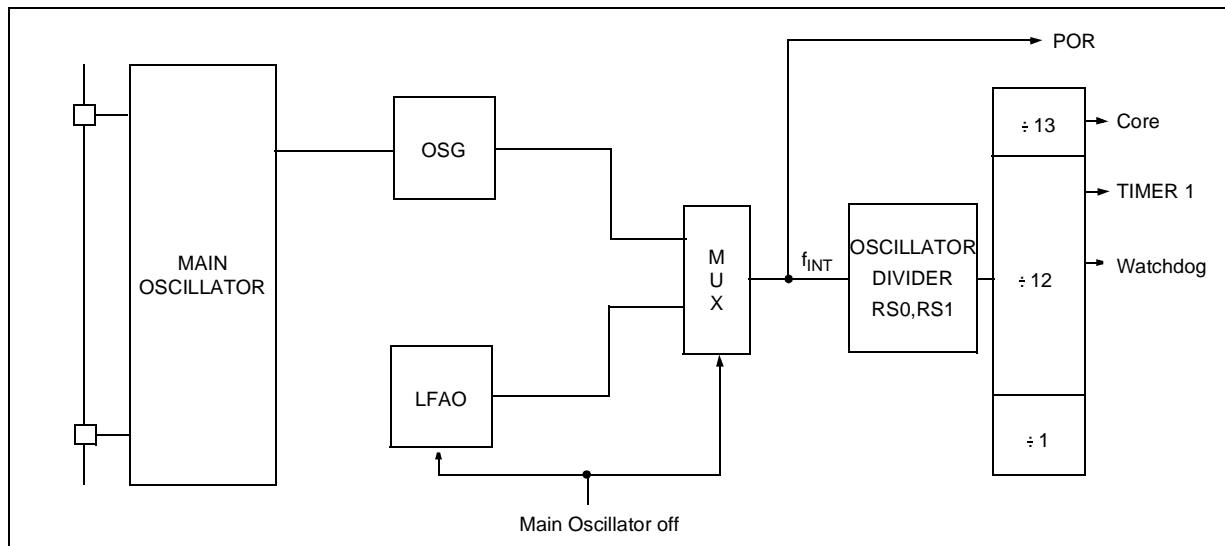 POR
÷ 13
Core
OSG
TIMER 1
MAIN
OSCILLATOR
M
U
X
f_INT
OSCILLATOR
DIVIDER
RS0,RS1
÷ 12
Watchdog
LFAO
÷ 1
Main Oscillator off